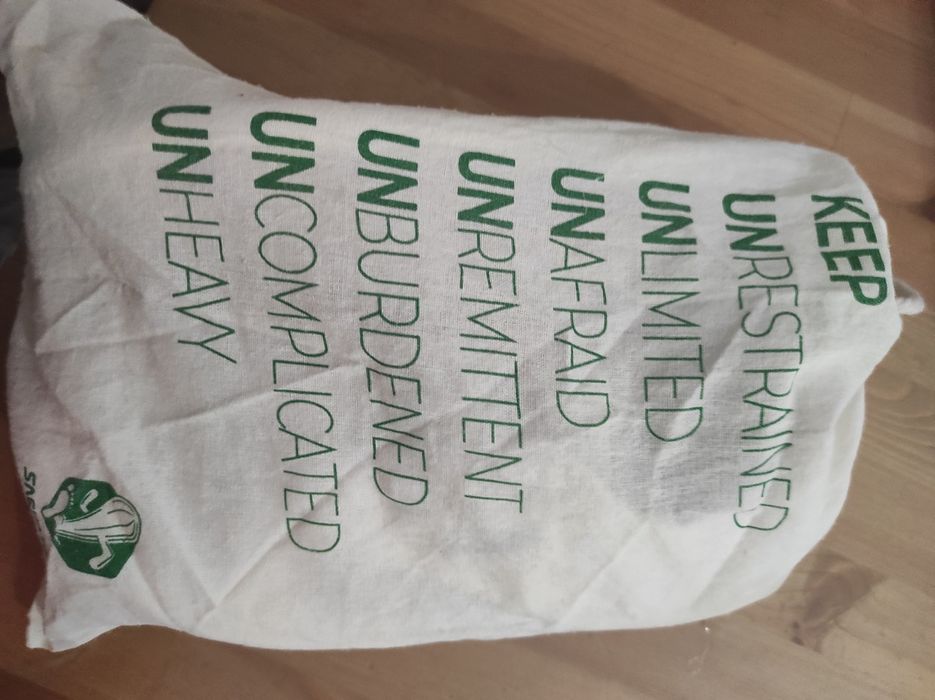 KEEP
UNRESTRAINED
UNLIMITED
UNAFRAID
UNREMITTENT
UNBURDENED
UNCOMPLICATED
UNHEAVY